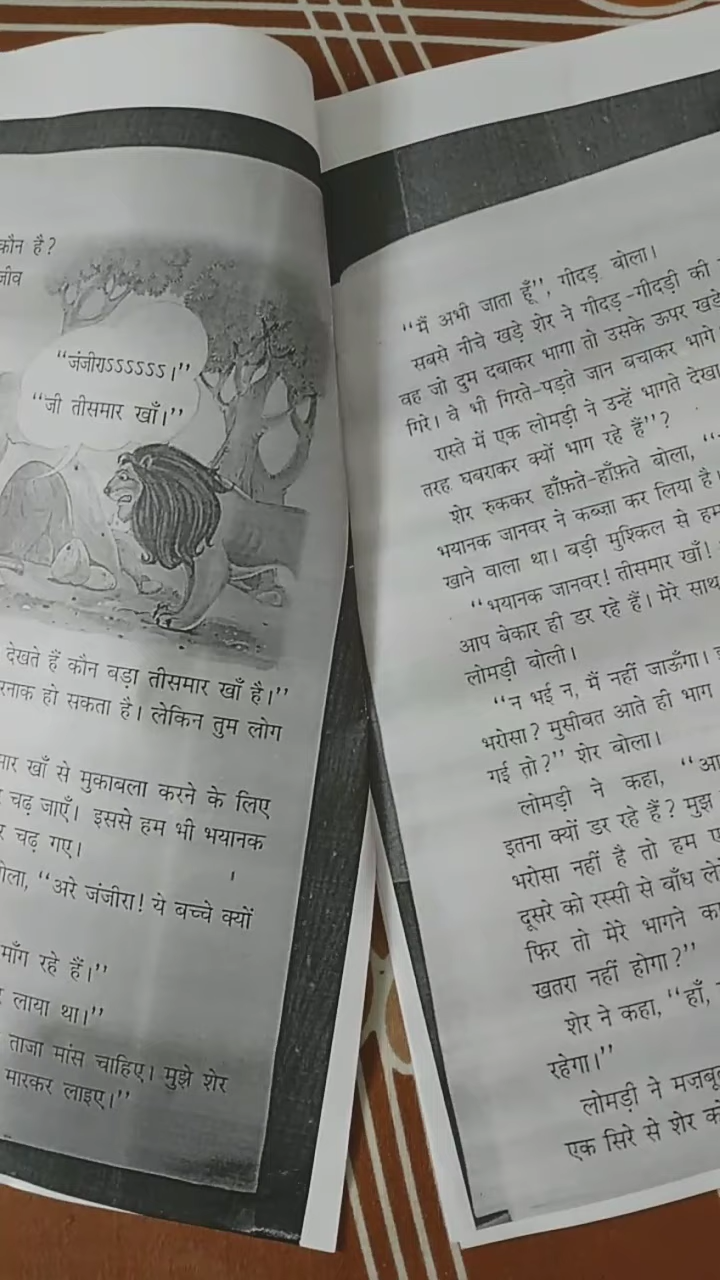 कौन है?
जीव
“जंजीराऽऽऽऽऽऽ।”
“जी तीसमार खाँ।”
देखते हैं कौन बड़ा तीसमार खाँ है।”
रनाक हो सकता है। लेकिन तुम लोग
मार खाँ से मुकाबला करने के लिए
चढ़ जाएँ। इससे हम भी भयानक
र चढ़ गए।
बोला, “अरे जंजीरा! ये बच्चे क्यों
माँग रहे हैं।”
लाया था।”
ताजा मांस चाहिए। मुझे शेर
मारकर लाइए।”
“मैं अभी जाता हूँ”, गीदड़ बोला।
सबसे नीचे खड़े शेर ने गीदड़-गीदड़ी की
वह जो दुम दबाकर भागा तो उसके ऊपर खड़े
गिरे। वे भी गिरते-पड़ते जान बचाकर भागे
रास्ते में एक लोमड़ी ने उन्हें भागते देखा
तरह घबराकर क्यों भाग रहे हैं”?
शेर रुककर हाँफ़ते-हाँफ़ते बोला, “
भयानक जानवर ने कब्ज़ा कर लिया है।
खाने वाला था। बड़ी मुश्किल से हम
“भयानक जानवर! तीसमार खाँ!
आप बेकार ही डर रहे हैं। मेरे साथ
लोमड़ी बोली।
“न भई न, मैं नहीं जाऊँगा।
भरोसा? मुसीबत आते ही भाग
गई तो?” शेर बोला।
लोमड़ी ने कहा, “आ
इतना क्यों डर रहे हैं? मुझ
भरोसा नहीं है तो हम ए
दूसरे को रस्सी से बाँध ले
फिर तो मेरे भागने का
खतरा नहीं होगा?”
शेर ने कहा, “हाँ,
रहेगा।”
लोमड़ी ने मजबूत
एक सिरे से शेर क